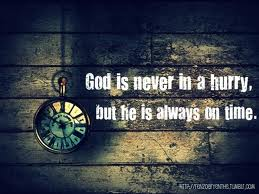 God is never in a hurry,
but he is always on time.